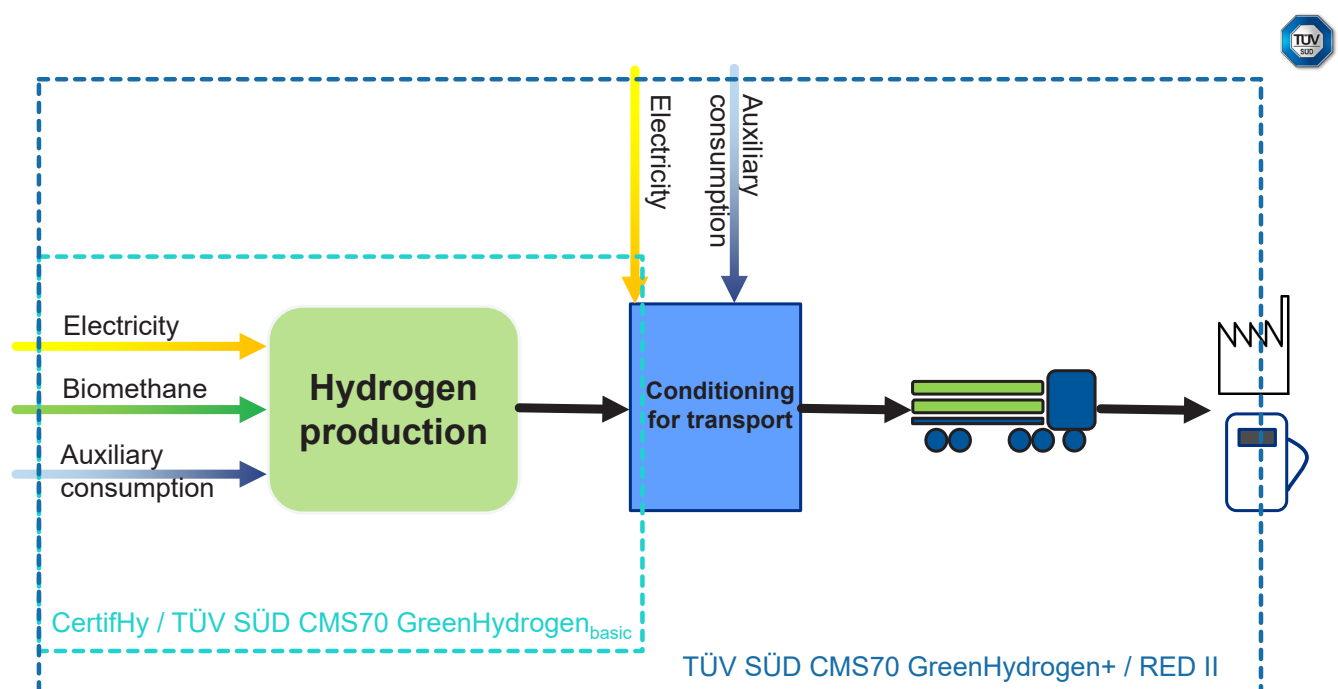 TÜV
SÜD
Electricity
Auxiliary
consumption
Electricity
Biomethane
Auxiliary
consumption
Hydrogen
production
Conditioning
for transport
CertifHy / TÜV SÜD CMS70 GreenHydrogenbasic
TÜV SÜD CMS70 GreenHydrogen+ / RED II